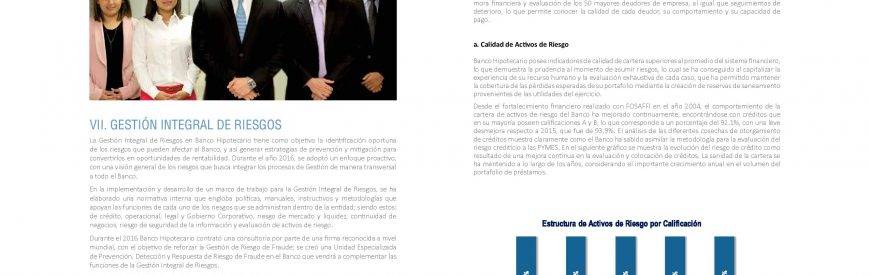 VII. GESTIÓN INTEGRAL DE RIESGOS
La Gestión Integral de Riesgos en Banco Hipotecario tiene como objetivo la identificación oportuna
de los riesgos que pueden afectar al Banco, y así generar estrategias de prevención y mitigación para
convertirlos en oportunidades de rentabilidad. Durante el año 2016, se adoptó un enfoque proactivo,
con una visión general de los riesgos que busca integrar los procesos de Gestión de manera transversal
a todo el Banco.
En la implementación y desarrollo de un marco de trabajo para la Gestión Integral de Riesgos, se ha
elaborado una normativa interna que engloba políticas, manuales, instructivos y metodologías que
apoyan las funciones de cada uno de los riesgos que se administran dentro de la entidad; siendo estos:
de crédito, operacional, legal y Gobierno Corporativo, riesgo de mercado y liquidez, continuidad de
negocios, riesgo de seguridad de la información y evaluación de activos de riesgo.
Durante el 2016 Banco Hipotecario contrató una consultoría por parte de una firma reconocida a nivel
mundial, con el objetivo de reforzar la Gestión de Riesgo de Fraude; se creó una Unidad Especializada
de Prevención, Detección y Respuesta de Riesgo de Fraude en el Banco que vendrá a complementar las
funciones de la Gestión Integral de Riesgos.
mora financiera y evaluación de los 50 mayores deudores de empresa, al igual que seguimientos de
deterioro, lo que permite conocer la calidad de cada deudor, su comportamiento y su capacidad de
pago.
a. Calidad de Activos de Riesgo
Banco Hipotecario posee indicadores de calidad de cartera superiores al promedio del sistema financiero,
lo que demuestra la prudencia al momento de asumir riesgos, lo cual se ha conseguido al capitalizar la
experiencia de su recurso humano y la evaluación exhaustiva de cada caso, que ha permitido mantener
la cobertura de las pérdidas esperadas de su portafolio mediante la creación de reservas de saneamiento
provenientes de las utilidades del ejercicio.
Desde el fortalecimiento financiero realizado con FOSAFFI en el año 2004, el comportamiento de la
cartera de activos de riesgo del Banco ha mejorado continuamente, encontrándose con créditos que
en su mayoría poseen calificaciones A y B, lo que corresponde a un porcentaje del 92.1%, con una leve
desmejora respecto a 2015, que fue de 93.9%. El análisis de las diferentes cosechas de otorgamiento
de créditos muestra claramente como el Banco ha sabido asimilar la metodología para la evaluación del
riesgo crediticio a las PYMES. En el siguiente gráfico se muestra la evolución del riesgo de crédito como
resultado de una mejora continua en la evaluación y colocación de créditos. La sanidad de la cartera se
ha mantenido a lo largo de los años, considerando el importante crecimiento anual en el volumen del
portafolio de préstamos.
Estructura de Activos de Riesgo por Calificación